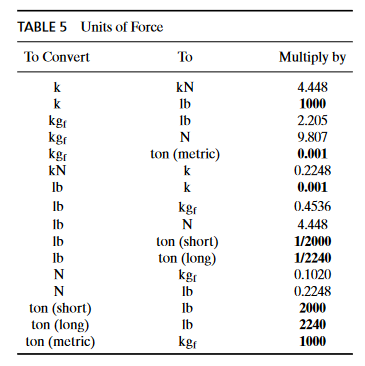 TABLE 5 Units of Force
To Convert To Multiply by
k kN 4.448
k lb 1000
kgf lb 2.205
kgf N 9.807
kgf ton (metric) 0.001
kN k 0.2248
lb k 0.001
lb kgf 0.4536
lb N 4.448
lb ton (short) 1/2000
lb ton (long) 1/2240
N kgf 0.1020
N lb 0.2248
ton (short) lb 2000
ton (long) lb 2240
ton (metric) kgf 1000